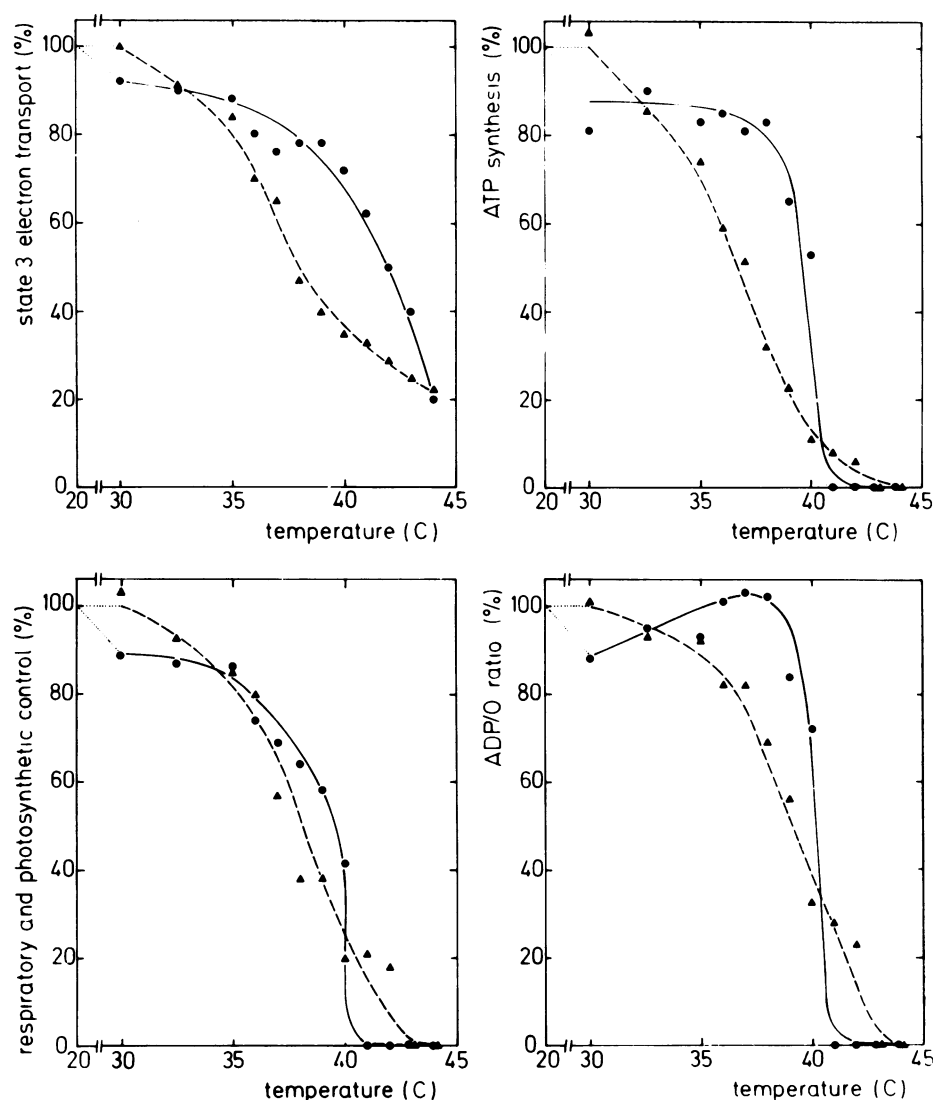 state 3 electron transport (%)
100
80
60
40
20
0
20 30 35 40 45
temperature (C)
ATP synthesis (%)
100
80
60
40
20
0
20 30 35 40 45
temperature (C)
respiratory and photosynthetic control (%)
100
80
60
40
20
0
20 30 35 40 45
temperature (C)
ADP/O ratio (%)
100
80
60
40
20
0
20 30 35 40 45
temperature (C)